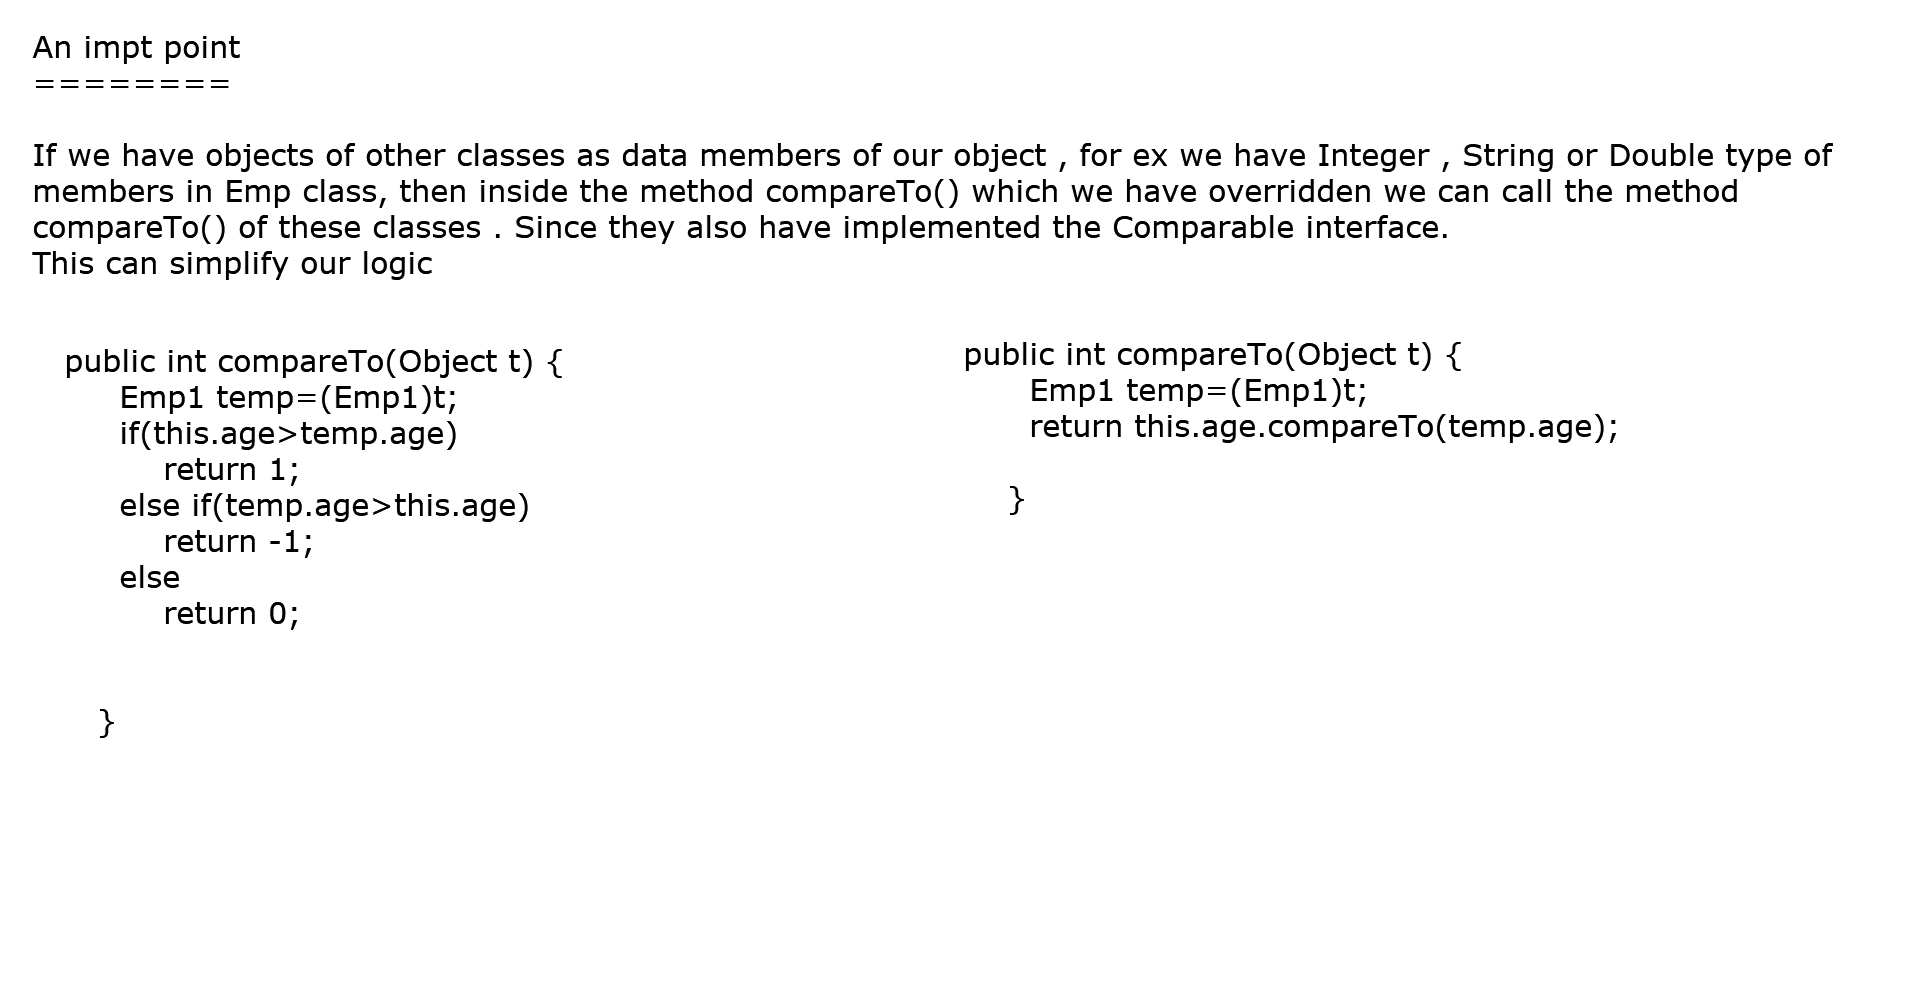 An impt point
========
If we have objects of other classes as data members of our object , for ex we have Integer , String or Double type of
members in Emp class, then inside the method compareTo() which we have overridden we can call the method
compareTo() of these classes . Since they also have implemented the Comparable interface.
This can simplify our logic
public int compareTo(Object t) {
Emp1 temp=(Emp1)t;
if(this.age>temp.age)
return 1;
else if(temp.age>this.age)
return -1;
else
return 0;
}
public int compareTo(Object t) {
Emp1 temp=(Emp1)t;
return this.age.compareTo(temp.age);
}